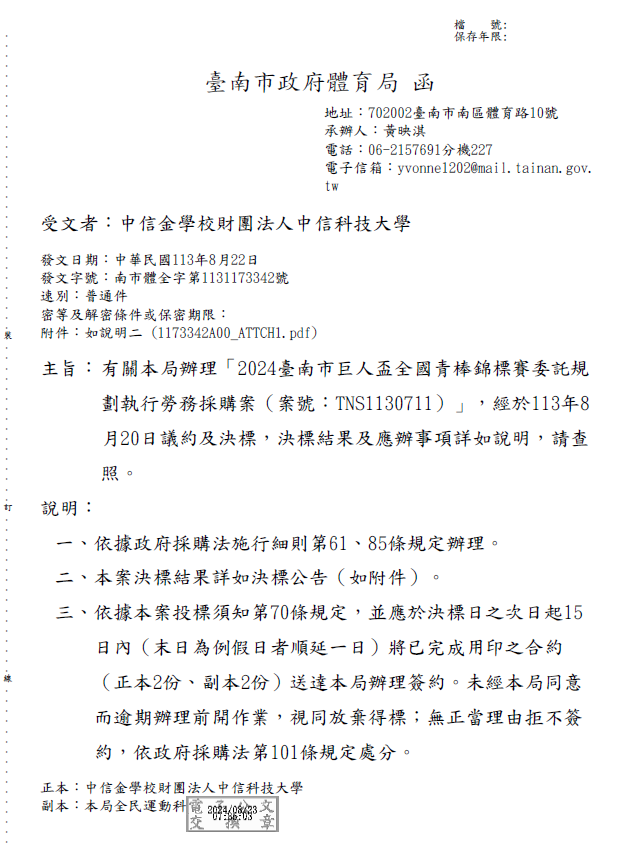 檔　　號:
保存年限:
臺南市政府體育局 函
地址：702002臺南市南區體育路10號
承辦人：黃映淇
電話：06-2157691分機227
電子信箱：yvonne1202@mail.tainan.gov.
tw
受文者：中信金學校財團法人中信科技大學
發文日期：中華民國113年8月22日
發文字號：南市體全字第1131173342號
速別：普通件
密等及解密條件或保密期限：
附件：如說明二 (1173342A00_ATTCH1.pdf)
裝
主旨：有關本局辦理「2024臺南市巨人盃全國青棒錦標賽委託規
劃執行勞務採購案（案號：TNS1130711）」，經於113年8
月20日議約及決標，決標結果及應辦事項詳如說明，請查
照。
訂
說明：
一、依據政府採購法施行細則第61、85條規定辦理。
二、本案決標結果詳如決標公告（如附件）。
三、依據本案投標須知第70條規定，並應於決標日之次日起15
日內（末日為例假日者順延一日）將已完成用印之合約
（正本2份、副本2份）送達本局辦理簽約。未經本局同意
線
而逾期辦理前開作業，視同放棄得標；無正當理由拒不簽
約，依政府採購法第101條規定處分。
正本：中信金學校財團法人中信科技大學
副本：本局全民運動科
電子公文
2024/08/23
07:56:03
交換章